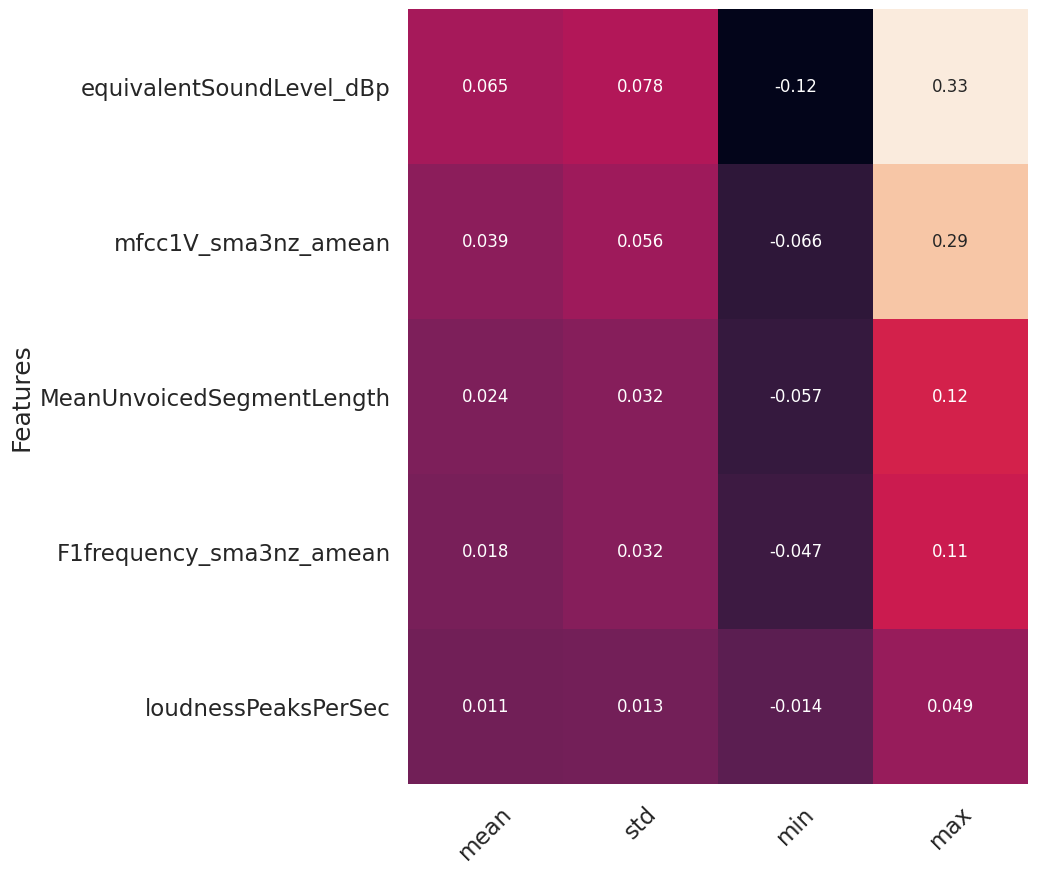 Features
equivalentSoundLevel_dBp 0.065 0.078 -0.12 0.33
mfcc1V_sma3nz_amean 0.039 0.056 -0.066 0.29
MeanUnvoicedSegmentLength 0.024 0.032 -0.057 0.12
F1frequency_sma3nz_amean 0.018 0.032 -0.047 0.11
loudnessPeaksPerSec 0.011 0.013 -0.014 0.049
mean std min max